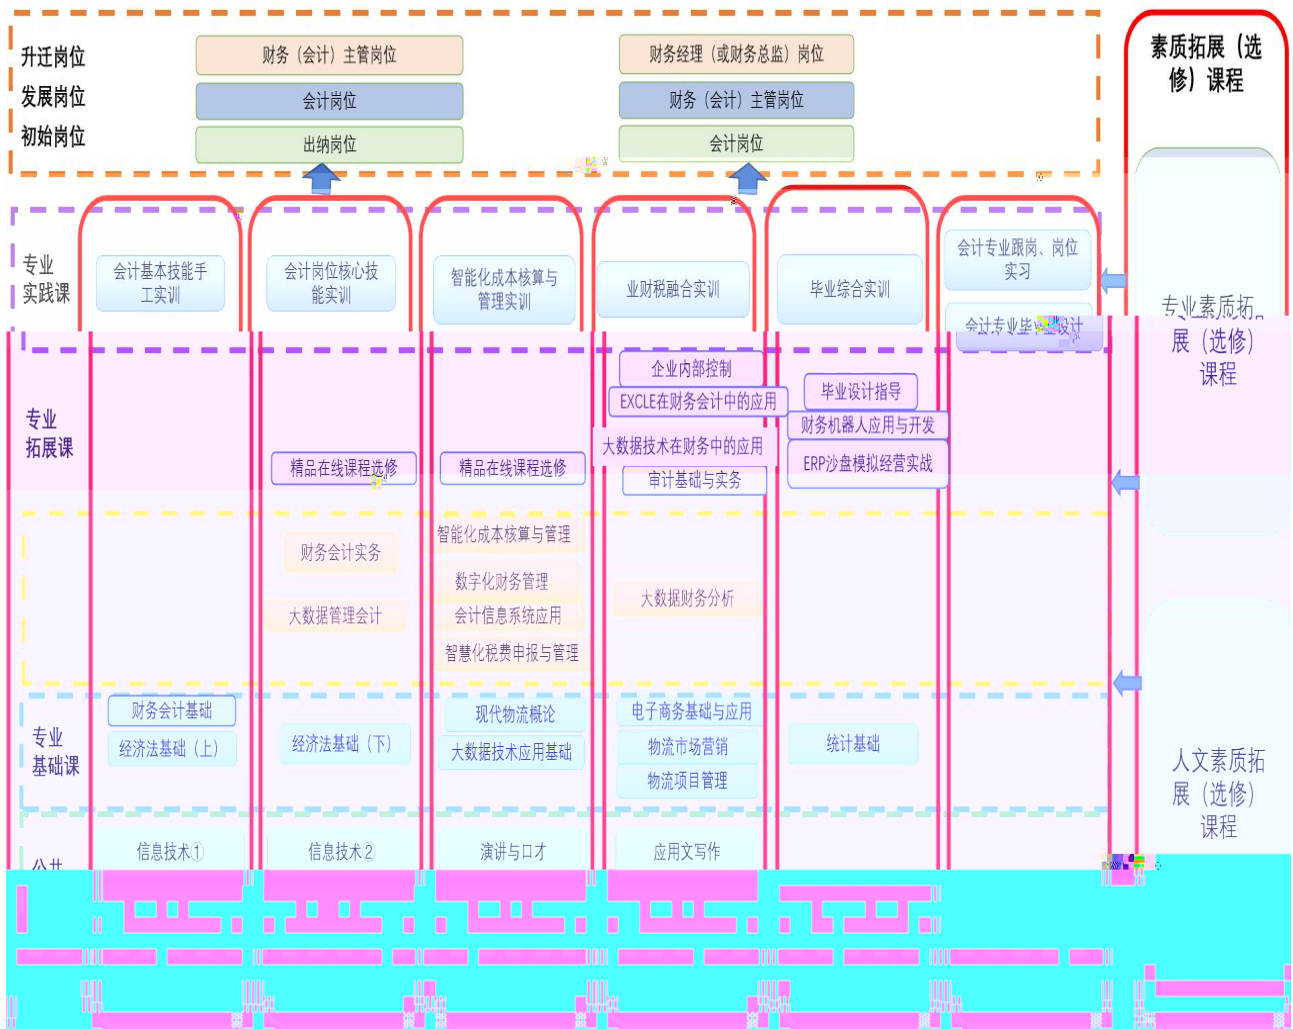 升迁岗位
财务（会计）主管岗位
财务经理（或财务总监）岗位
发展岗位
会计岗位
财务（会计）主管岗位
初始岗位
出纳岗位
会计岗位
素质拓展（选
修）课程
专业
实践课
会计基本技能手
工实训
会计岗位核心技
能实训
智能化成本核算与
管理实训
业财税融合实训
毕业综合实训
会计专业跟岗、岗位
实习
会计专业毕业设计
专业素质拓
展（选修）
课程
专业
拓展课
精品在线课程选修
精品在线课程选修
企业内部控制
EXCLE在财务会计中的应用
大数据技术在财务中的应用
审计基础与实务
毕业设计指导
财务机器人应用与开发
ERP沙盘模拟经营实战
财务会计实务
大数据管理会计
智能化成本核算与管理
数字化财务管理
会计信息系统应用
智慧化税费申报与管理
大数据财务分析
专业
基础课
财务会计基础
经济法基础（上）
经济法基础（下）
现代物流概论
大数据技术应用基础
电子商务基础与应用
物流市场营销
物流项目管理
统计基础
人文素质拓
展（选修）
课程
公共
信息技术①
信息技术②
演讲与口才
应用文写作